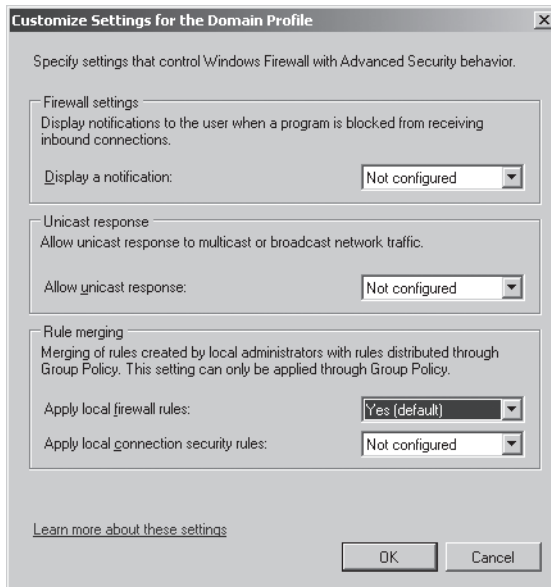 Customize Settings for the Domain Profile
Specify settings that control Windows Firewall with Advanced Security behavior.
Firewall settings
Display notifications to the user when a program is blocked from receiving
inbound connections.
Display a notification:
Not configured
Unicast response
Allow unicast response to multicast or broadcast network traffic.
Allow unicast response:
Not configured
Rule merging
Merging of rules created by local administrators with rules distributed through
Group Policy. This setting can only be applied through Group Policy.
Apply local firewall rules:
Yes (default)
Apply local connection security rules:
Not configured
Learn more about these settings
OK
Cancel